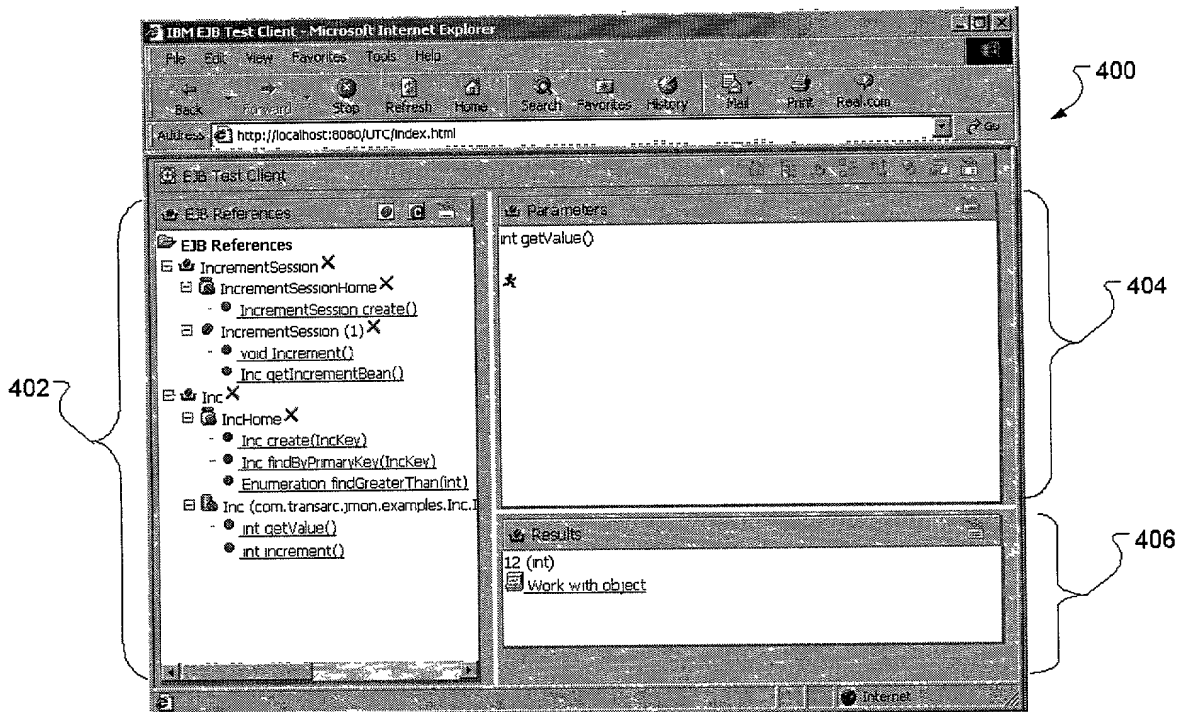 IBM EJB Test Client - Microsoft Internet Explorer
File Edit View Favorites Tools Help
Back Forward Stop Refresh Home Search Favorites History Mail Print Real.com
Address http://localhost:8080/UTC/index.html Go
400
EJB Test Client
EJB References
EJB References
IncrementSession
IncrementSessionHome
IncrementSession create()
IncrementSession (1)
void Increment()
Inc getIncrementBean()
Inc
IncHome
Inc create(IncKey)
Inc findByPrimaryKey(IncKey)
Enumeration findGreaterThan(int)
Inc (com.transarc.jmon.examples.Inc.I
int getValue()
int increment()
402
Parameters
int getValue()
404
Results
12 (int)
Work with object
406
Internet